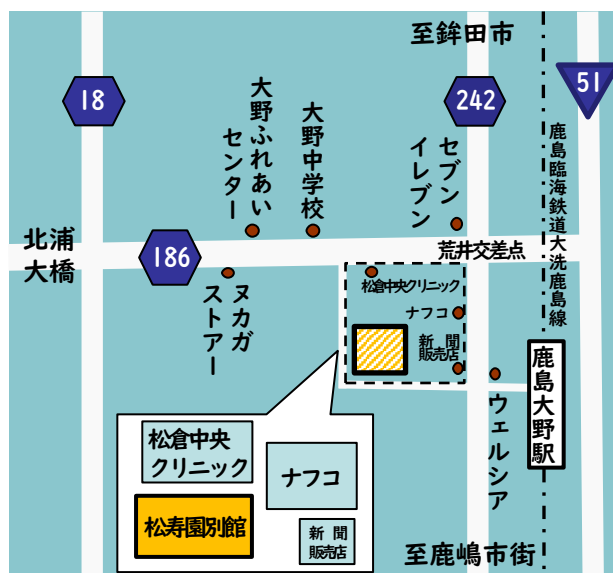 至鉾田市
18
242
51
大野ふれあい
センター
大野中学校
セブン
イレブン
鹿島臨海鉄道大洗鹿島線
北浦
大橋
186
荒井交差点
松倉中央クリニック
ヌカガ
ストアー
ナフコ
新聞
販売店
鹿島大野駅
ウェルシア
松倉中央
クリニック
ナフコ
松寿園別館
新聞
販売店
至鹿嶋市街